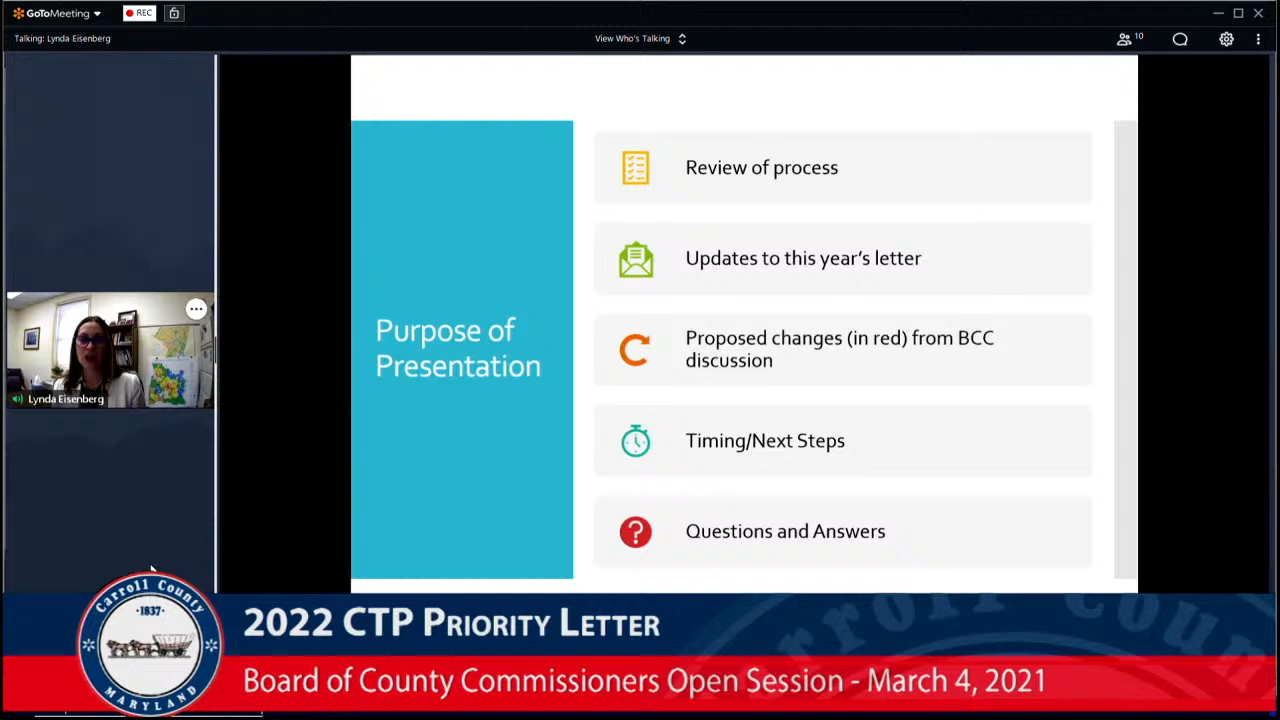 GoToMeeting
REC
Talking: Lynda Eisenberg
View Who's Talking
10
Review of process
Updates to this year's letter
Purpose of
Presentation
Proposed changes (in red) from BCC
discussion
Lynda Eisenberg
Timing/Next Steps
Questions and Answers
Carroll County
·1837·
MARYLAND
2022 CTP PRIORITY LETTER
Board of County Commissioners Open Session - March 4, 2021